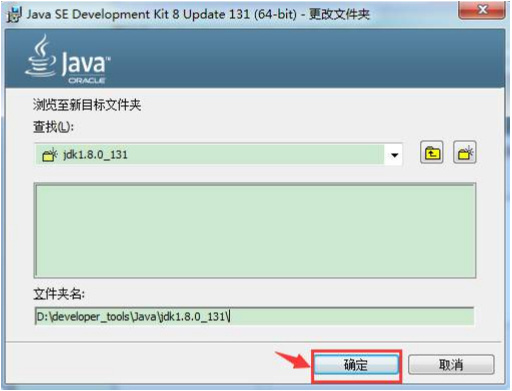 Java SE Development Kit 8 Update 131 (64-bit) - 更改文件夹
Java™
ORACLE
浏览至新目标文件夹
查找(L):
jdk1.8.0_131
文件夹名:
D:\developer_tools\Java\jdk1.8.0_131\
确定
取消